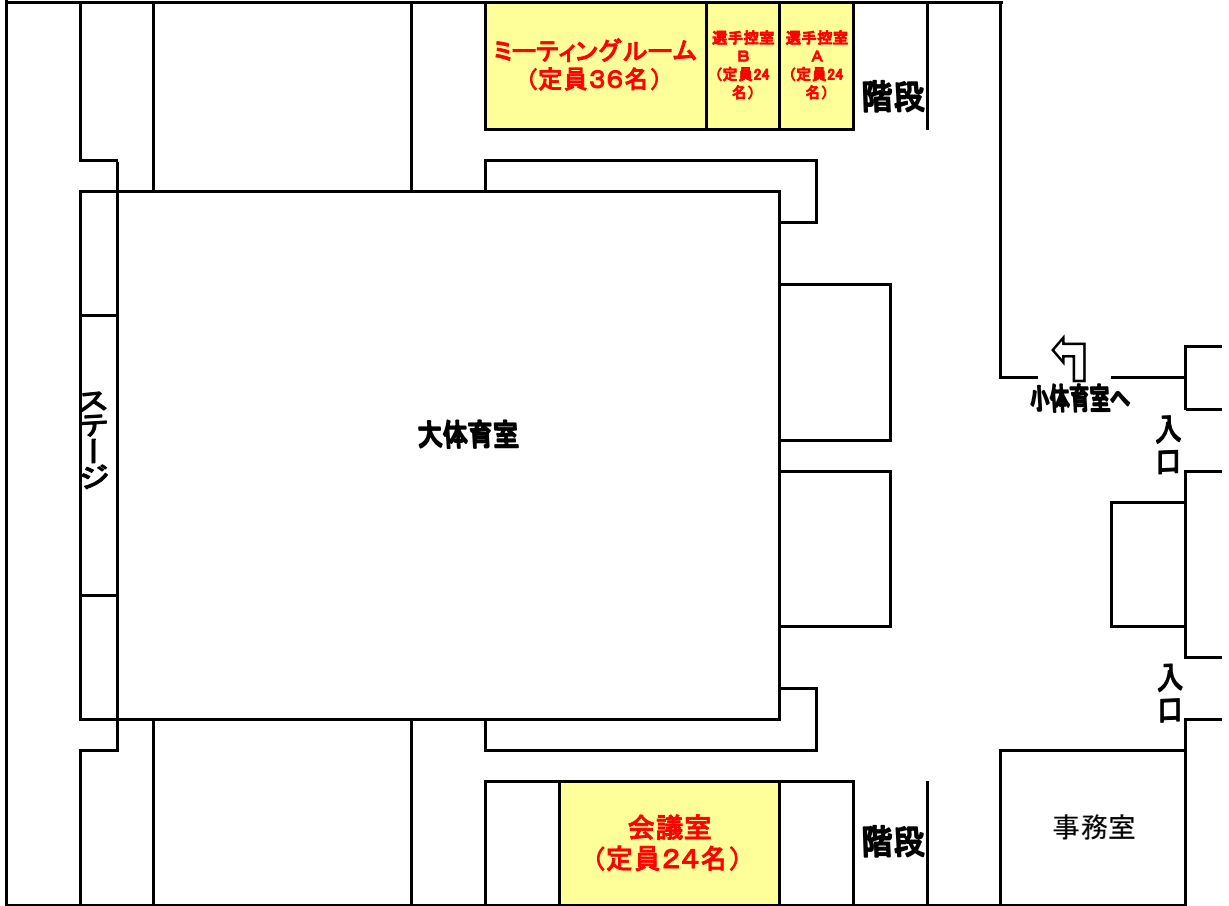 ミーティングルーム
(定員36名)
選手控室
B
(定員24
名)
選手控室
A
(定員24
名)
階段
小体育室へ
入口
ステージ
大体育室
入口
会議室
(定員24名)
階段
事務室